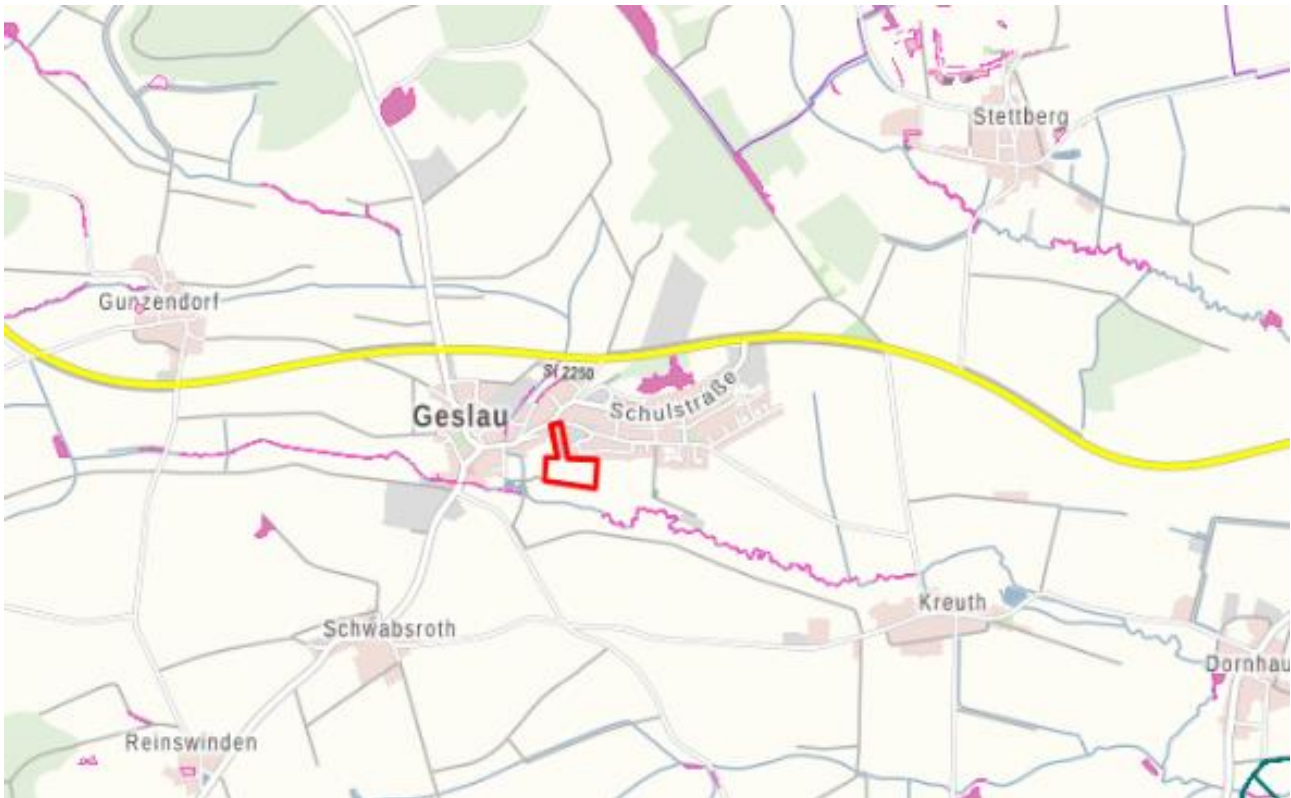 Stettberg
Gunzendorf
St 2250
Schulstraße
Geslau
Kreuth
Schwabsroth
Dornhau
Reinswinden